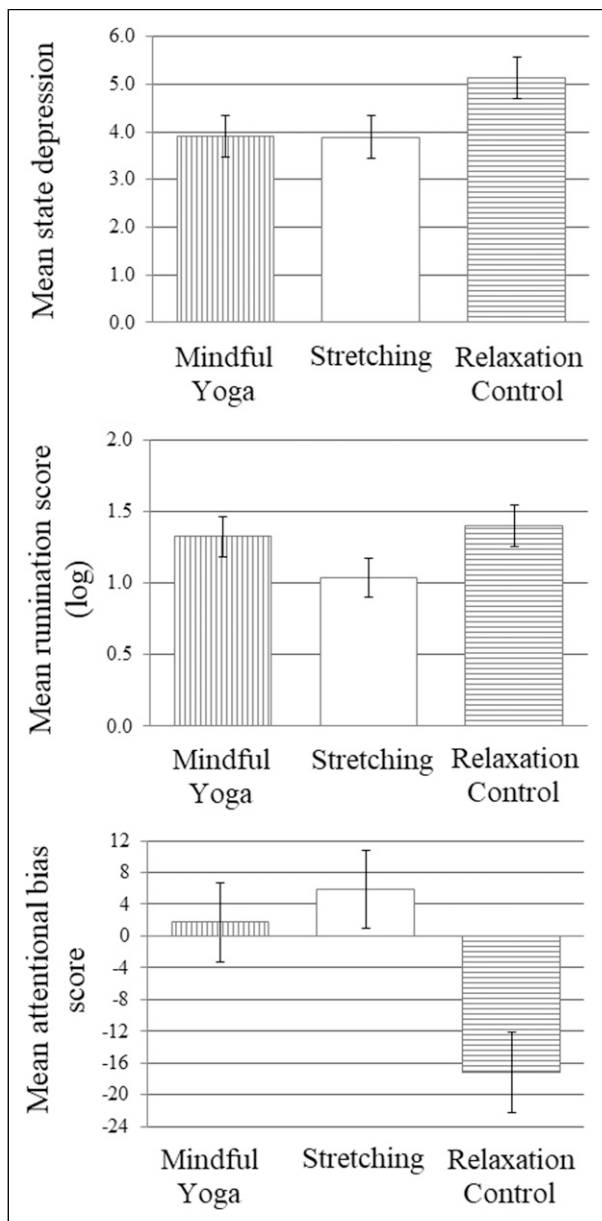 Mean state depression
6.0
5.0
4.0
3.0
2.0
1.0
0.0
Mindful
Yoga
Stretching
Relaxation
Control
Mean rumination score
(log)
2.0
1.5
1.0
0.5
0.0
Mindful
Yoga
Stretching
Relaxation
Control
Mean attentional bias
score
12
8
4
0
-4
-8
-12
-16
-20
-24
Mindful
Yoga
Stretching
Relaxation
Control